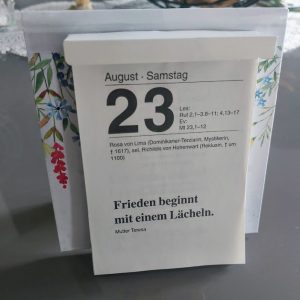 August · Samstag
23
Les:
Rut 2,1–3.8–11; 4,13–17
Ev:
Mt 23,1–12
Rosa von Lima (Dominikaner-Terziarin, Mystikerin,
† 1617), sel. Richildis von Hohenwart (Reklusin, † um
1100)
Frieden beginnt
mit einem Lächeln.
Mutter Teresa